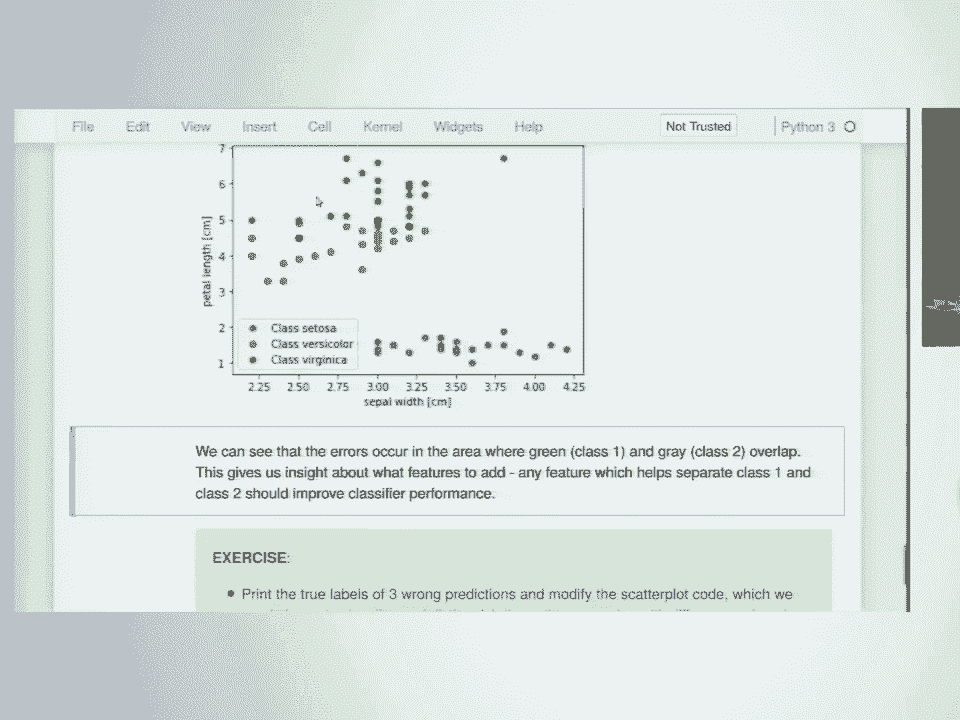 File Edit View Insert Cell Kernel Widgets Help Not Trusted Python 3
7
6
5
4
3
2
1
petal length [cm]
Class setosa
Class versicolor
Class virginica
2.25 2.50 2.75 3.00 3.25 3.50 3.75 4.00 4.25
sepal width [cm]
We can see that the errors occur in the area where green (class 1) and gray (class 2) overlap.
This gives us insight about what features to add - any feature which helps separate class 1 and
class 2 should improve classifier performance.
EXERCISE:
Print the true labels of 3 wrong predictions and modify the scatterplot code, which we